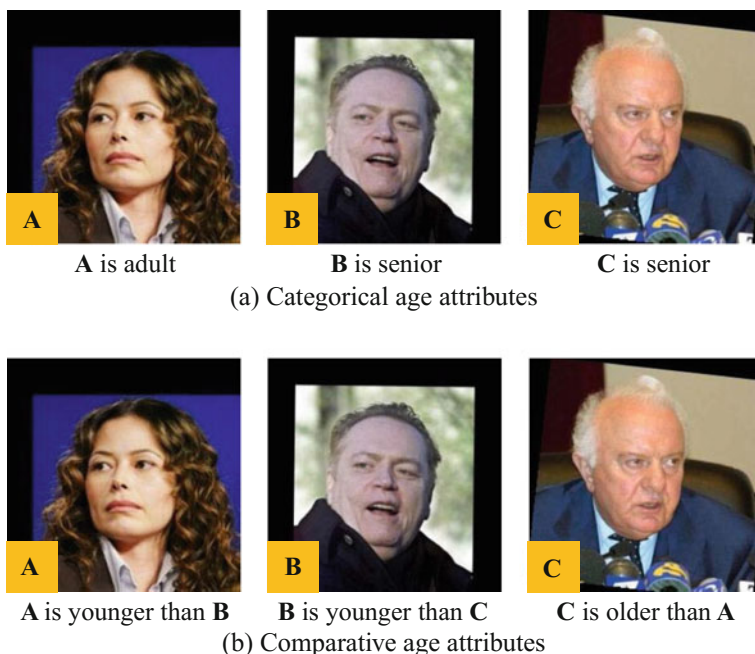 A
B
C
A is adult
B is senior
C is senior
(a) Categorical age attributes
A
B
C
A is younger than B
B is younger than C
C is older than A
(b) Comparative age attributes